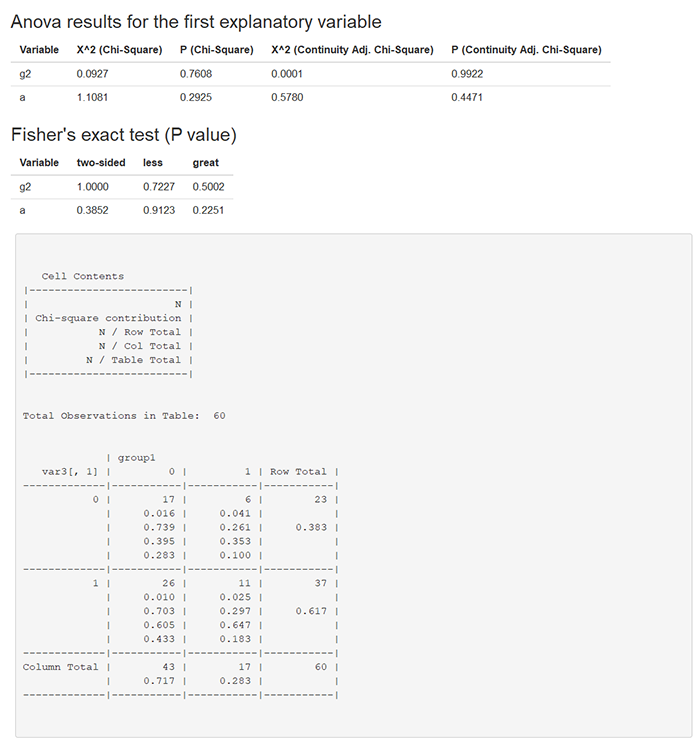 Anova results for the first explanatory variable
Variable X^2 (Chi-Square) P (Chi-Square) X^2 (Continuity Adj. Chi-Square) P (Continuity Adj. Chi-Square)
g2 0.0927 0.7608 0.0001 0.9922
a 1.1081 0.2925 0.5780 0.4471
Fisher's exact test (P value)
Variable two-sided less great
g2 1.0000 0.7227 0.5002
a 0.3852 0.9123 0.2251
Cell Contents
|-------------------------|
| N |
| Chi-square contribution |
| N / Row Total |
| N / Col Total |
| N / Table Total |
|-------------------------|
Total Observations in Table: 60
| group1
var3[, 1] | 0 | 1 | Row Total |
-------------|-----------|-----------|-----------|
0 | 17 | 6 | 23 |
| 0.016 | 0.041 | |
| 0.739 | 0.261 | 0.383 |
| 0.395 | 0.353 | |
| 0.283 | 0.100 | |
-------------|-----------|-----------|-----------|
1 | 26 | 11 | 37 |
| 0.010 | 0.025 | |
| 0.703 | 0.297 | 0.617 |
| 0.605 | 0.647 | |
| 0.433 | 0.183 | |
-------------|-----------|-----------|-----------|
Column Total | 43 | 17 | 60 |
| 0.717 | 0.283 | |
-------------|-----------|-----------|-----------|